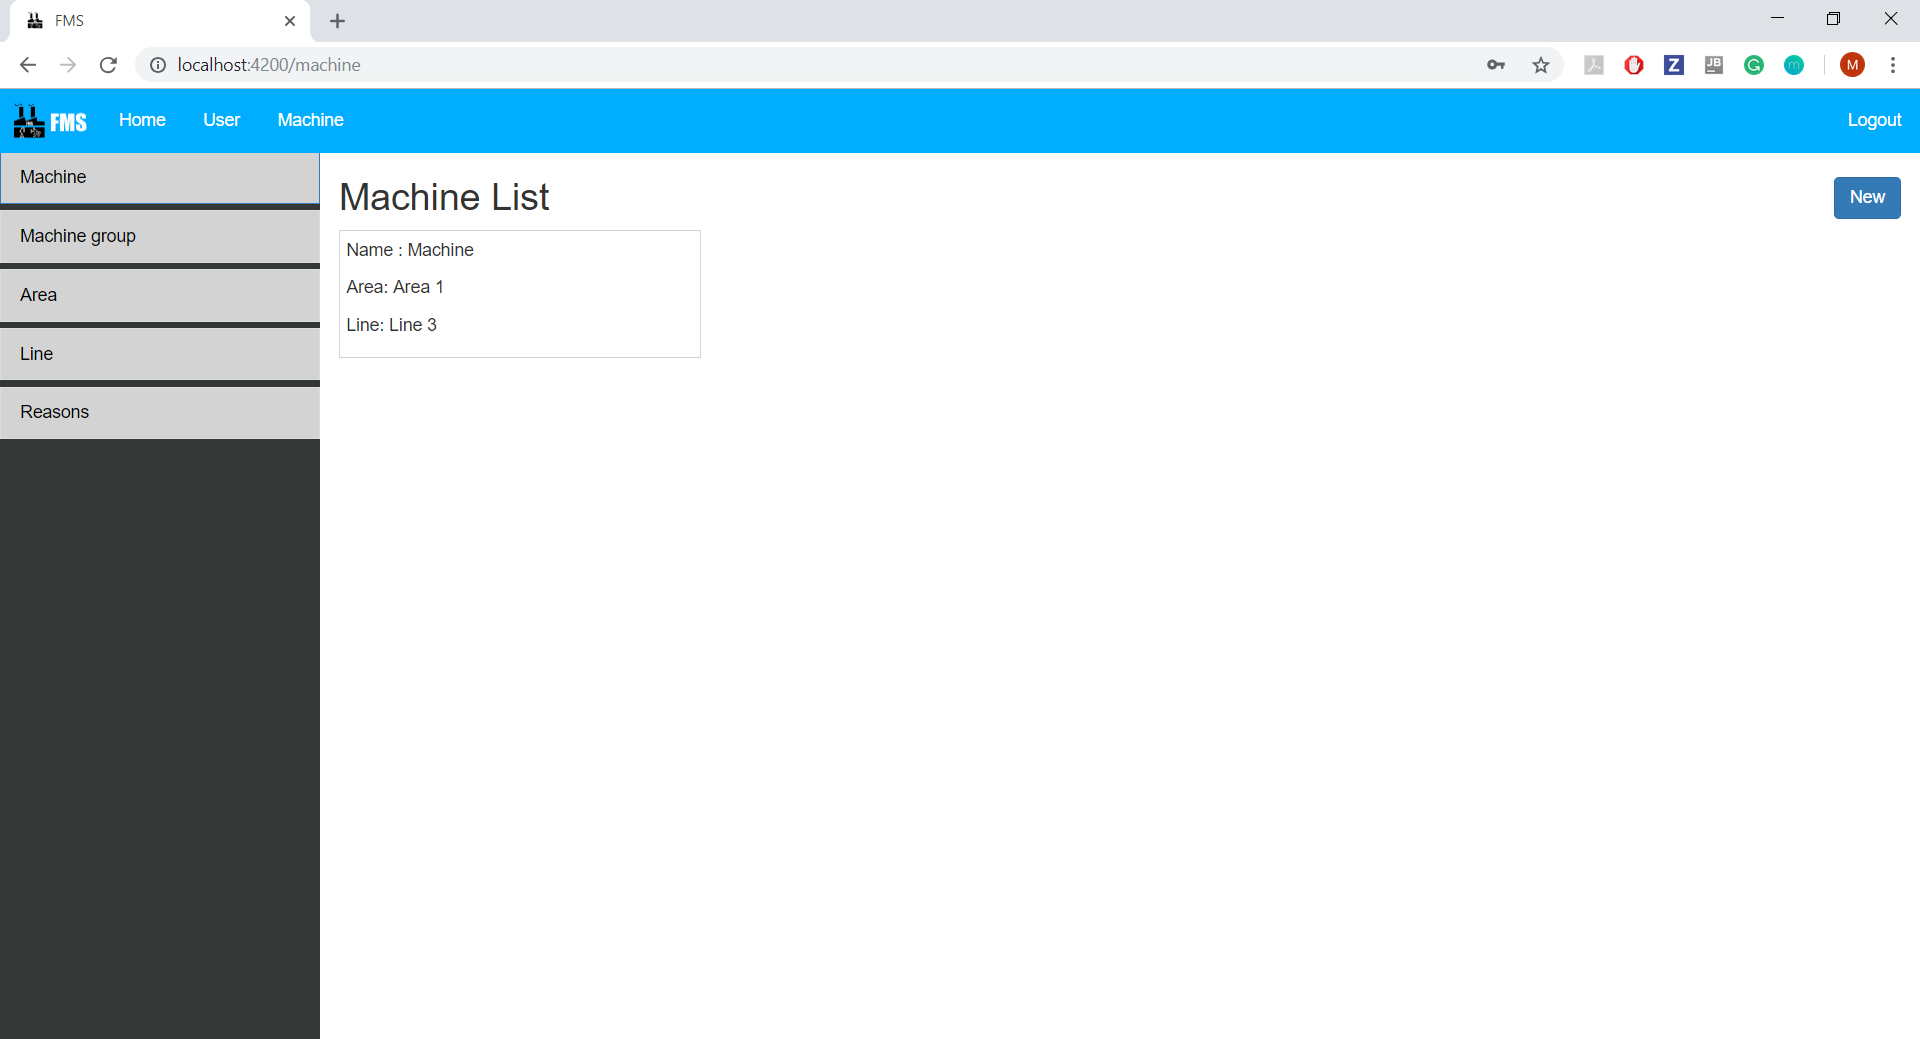 FMS
localhost:4200/machine
JB
M
FMS Home User Machine Logout
Machine
Machine group
Area
Line
Reasons
Machine List
New
Name : Machine
Area: Area 1
Line: Line 3